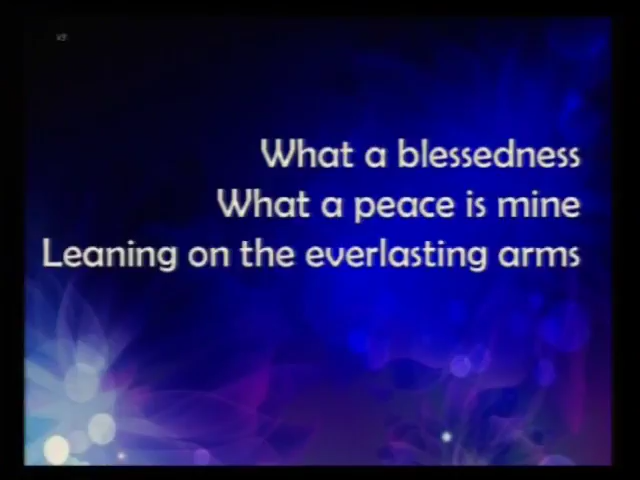 What a blessedness
What a peace is mine
Leaning on the everlasting arms